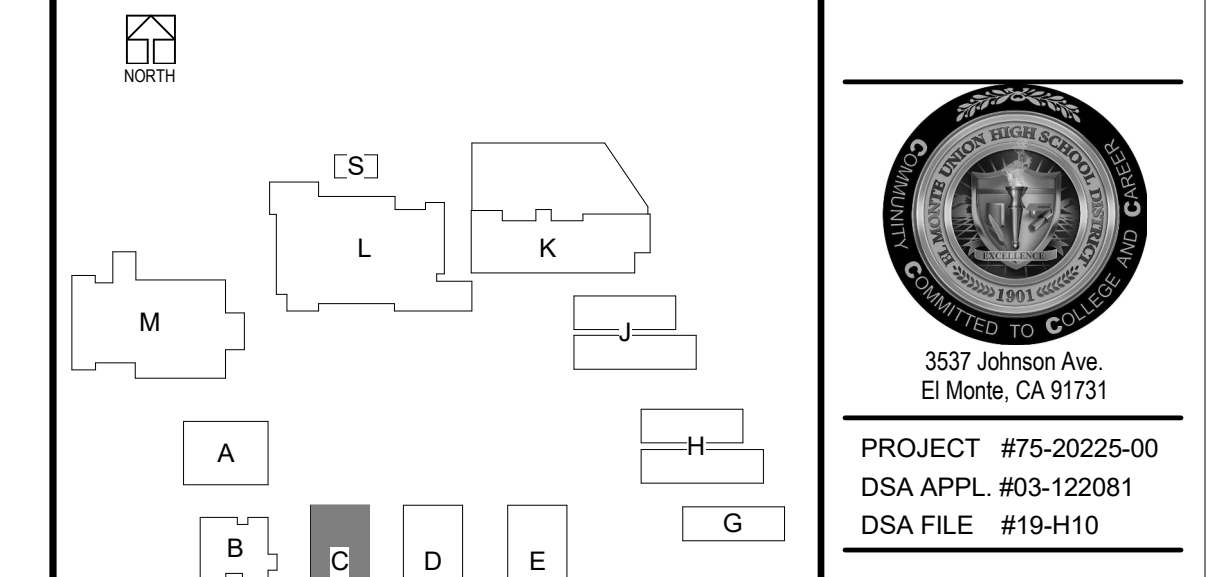 NORTH
S
L
K
M
J
A
H
G
B
C
D
E
EL MONTE UNION HIGH SCHOOL DISTRICT
EXCELLENCE
1901
COMMUNITY COMMITTED TO COLLEGE AND CAREER
3537 Johnson Ave.
El Monte, CA 91731
PROJECT #75-20225-00
DSA APPL. #03-122081
DSA FILE #19-H10